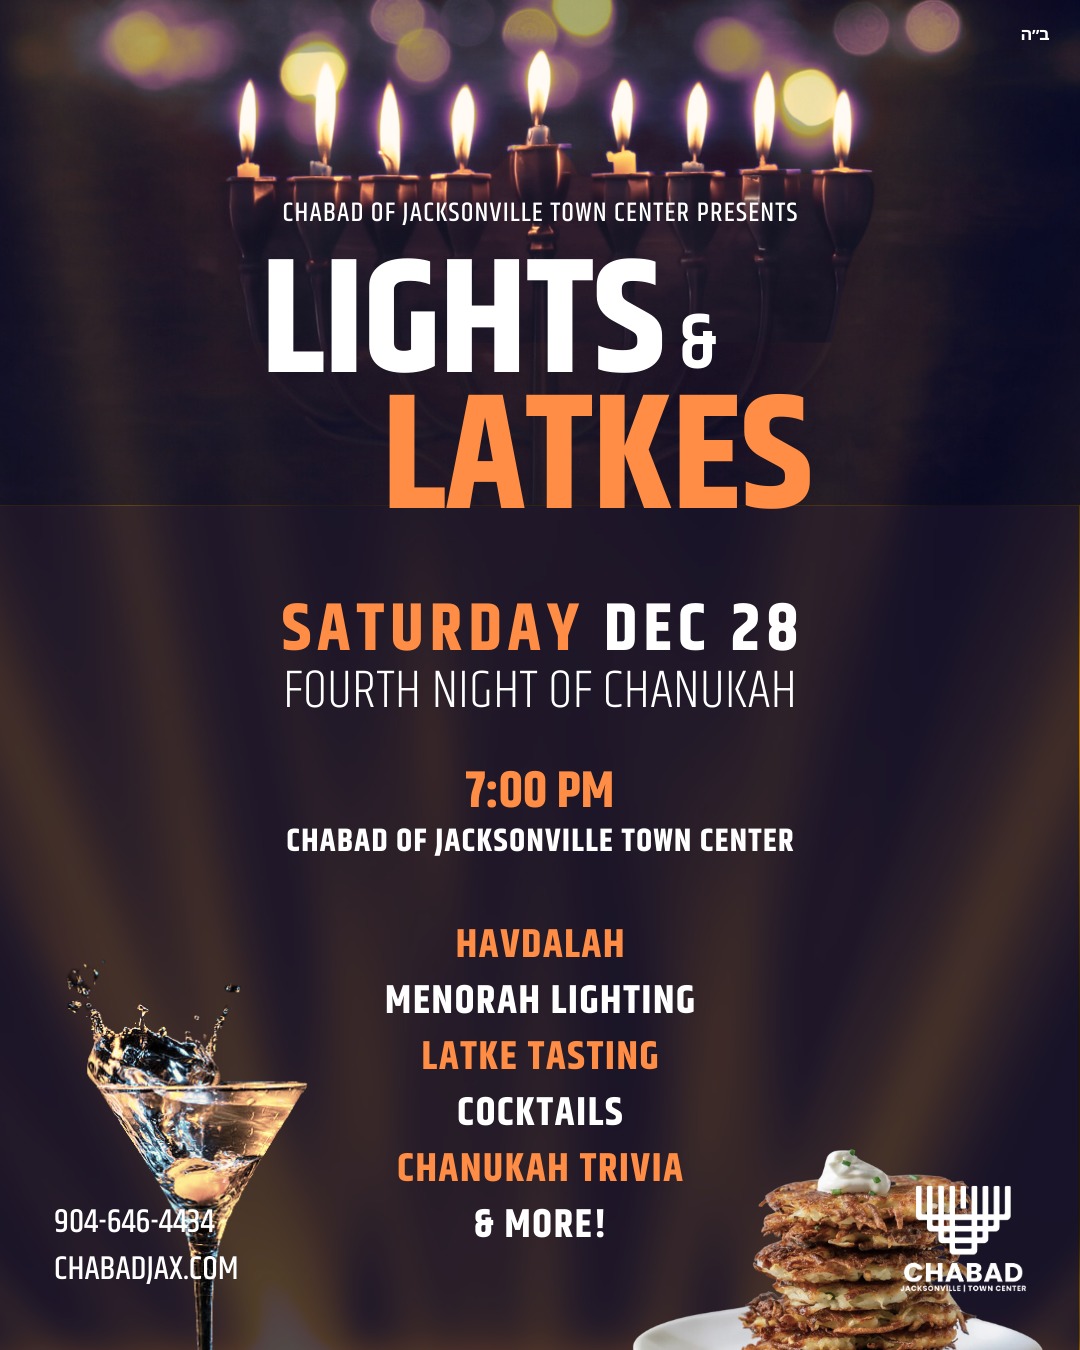 ב״ה
CHABAD OF JACKSONVILLE TOWN CENTER PRESENTS
LIGHTS &
LATKES
SATURDAY DEC 28
FOURTH NIGHT OF CHANUKAH
7:00 PM
CHABAD OF JACKSONVILLE TOWN CENTER
HAVDALAH
MENORAH LIGHTING
LATKE TASTING
COCKTAILS
CHANUKAH TRIVIA
& MORE!
904-646-4434
CHABADJAX.COM
CHABAD
JACKSONVILLE | TOWN CENTER